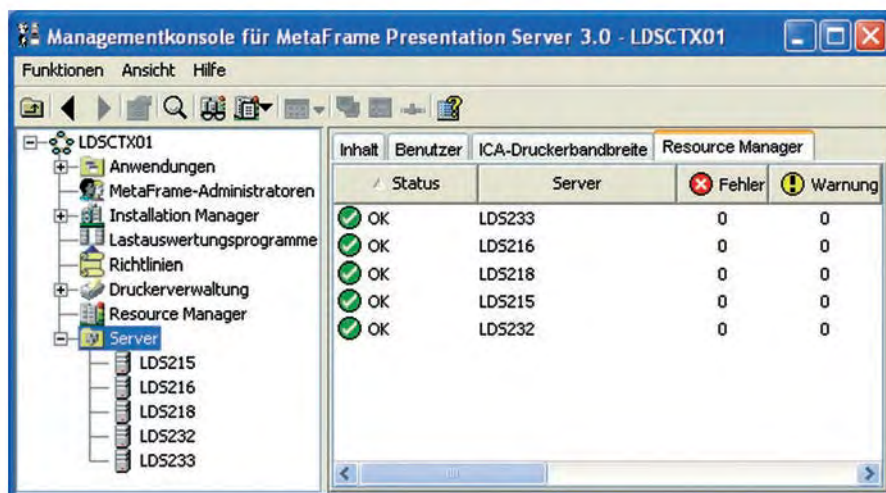 Managementkonsole für MetaFrame Presentation Server 3.0 - LDSCTX01
Funktionen Ansicht Hilfe
LDSCTX01
Anwendungen
MetaFrame-Administratoren
Installation Manager
Lastauswertungsprogramme
Richtlinien
Druckerverwaltung
Resource Manager
Server
LDS215
LDS216
LDS218
LDS232
LDS233
Inhalt Benutzer ICA-Druckerbandbreite Resource Manager
Status Server Fehler Warnung
OK LDS233 0 0
OK LDS216 0 0
OK LDS218 0 0
OK LDS215 0 0
OK LDS232 0 0